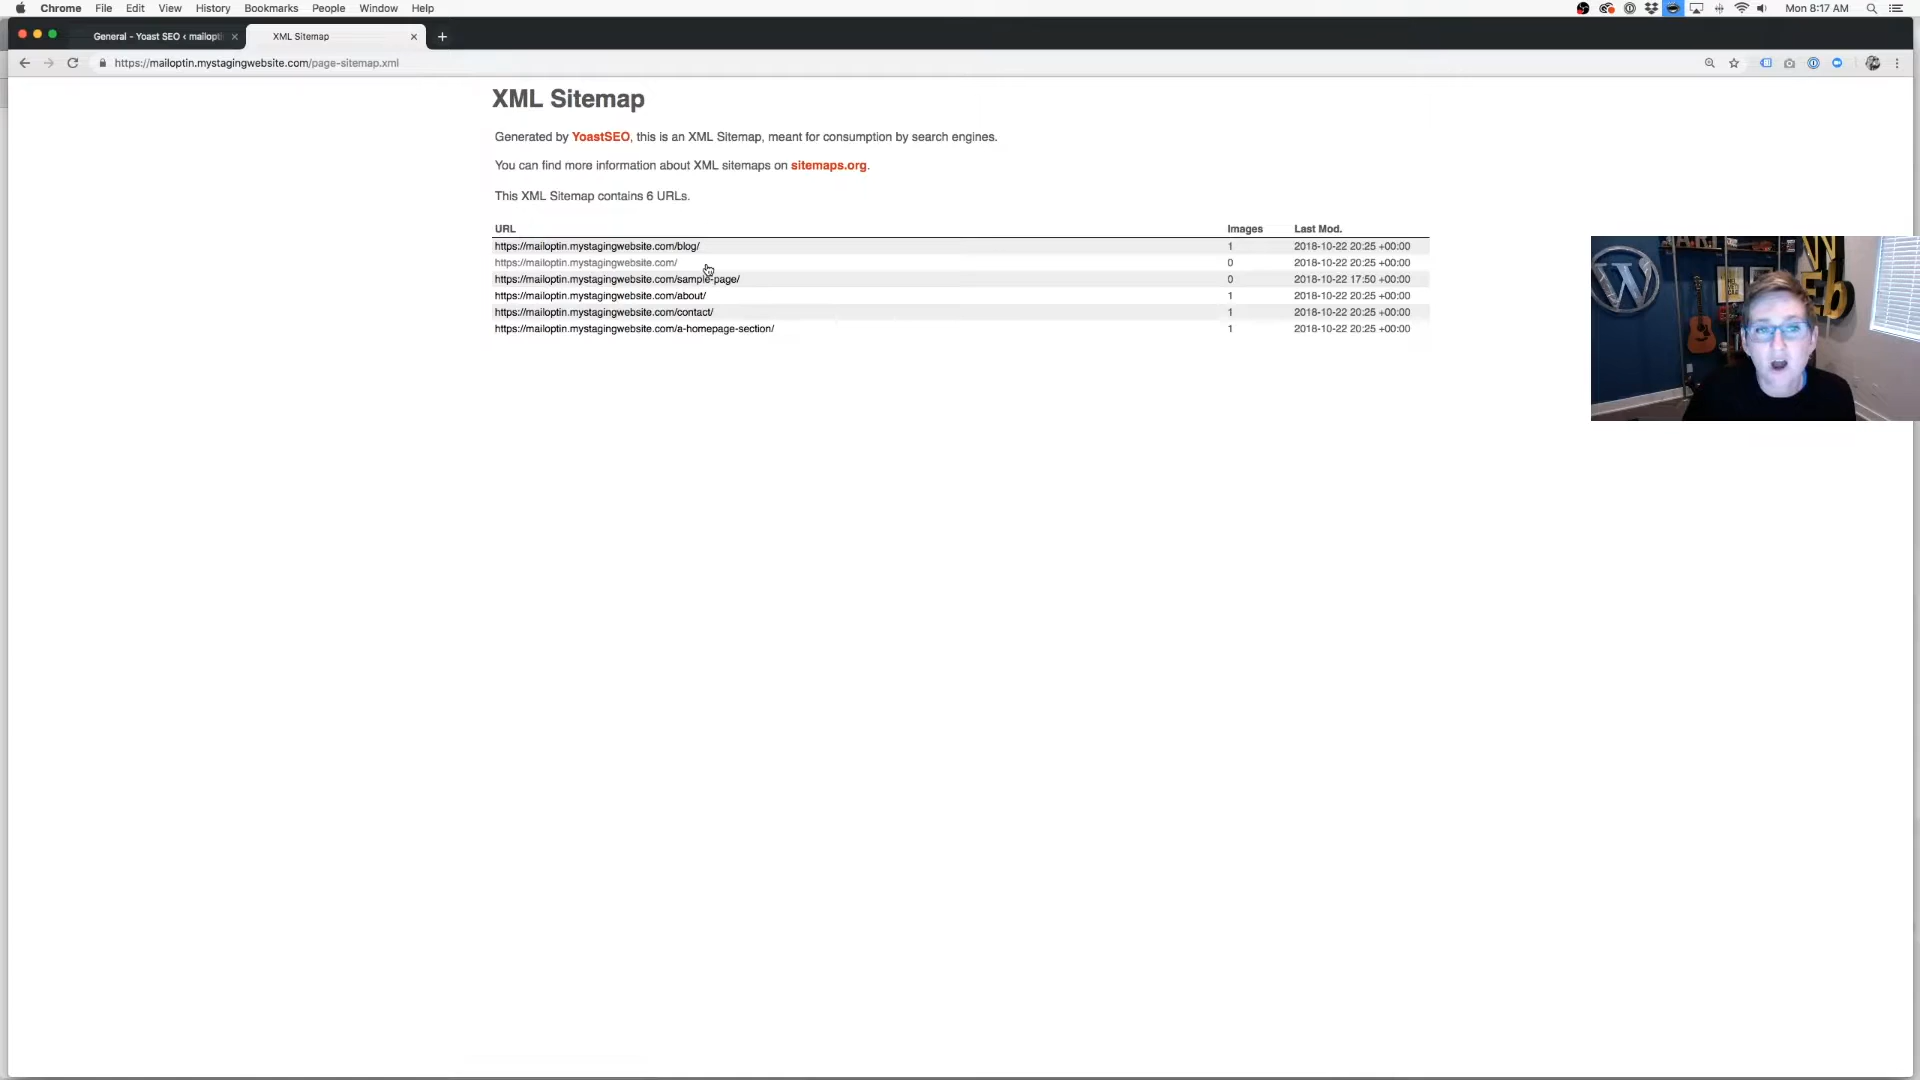 Chrome File Edit View History Bookmarks People Window Help
Mon 8:17 AM
General - Yoast SEO ‹ mailopti
XML Sitemap
https://mailoptin.mystagingwebsite.com/page-sitemap.xml
XML Sitemap
Generated by YoastSEO, this is an XML Sitemap, meant for consumption by search engines.
You can find more information about XML sitemaps on sitemaps.org.
This XML Sitemap contains 6 URLs.
URL Images Last Mod.
https://mailoptin.mystagingwebsite.com/blog/ 1 2018-10-22 20:25 +00:00
https://mailoptin.mystagingwebsite.com/ 0 2018-10-22 20:25 +00:00
https://mailoptin.mystagingwebsite.com/sample-page/ 0 2018-10-22 17:50 +00:00
https://mailoptin.mystagingwebsite.com/about/ 1 2018-10-22 20:25 +00:00
https://mailoptin.mystagingwebsite.com/contact/ 1 2018-10-22 20:25 +00:00
https://mailoptin.mystagingwebsite.com/a-homepage-section/ 1 2018-10-22 20:25 +00:00